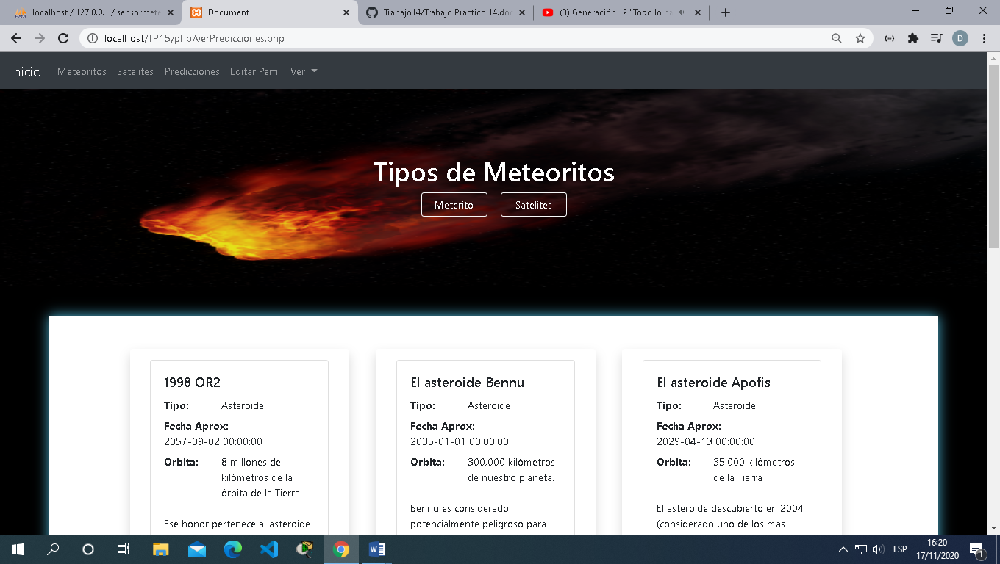 localhost / 127.0.0.1 / sensormete
Document
Trabajo14/Trabajo Practico 14.doc
(3) Generación 12 "Todo lo ha
localhost/TP15/php/verPredicciones.php
D
Inicio
Meteoritos
Satelites
Predicciones
Editar Perfil
Ver
Tipos de Meteoritos
Meterito
Satelites
1998 OR2
Tipo: Asteroide
Fecha Aprox:
2057-09-02 00:00:00
Orbita: 8 millones de
kilómetros de la
órbita de la Tierra
Ese honor pertenece al asteroide
El asteroide Bennu
Tipo: Asteroide
Fecha Aprox:
2035-01-01 00:00:00
Orbita: 300,000 kilómetros
de nuestro planeta.
Bennu es considerado
potencialmente peligroso para
El asteroide Apofis
Tipo: Asteroide
Fecha Aprox:
2029-04-13 00:00:00
Orbita: 35.000 kilómetros
de la Tierra
El asteroide descubierto en 2004
(considerado uno de los más
ESP
16:20
17/11/2020
1